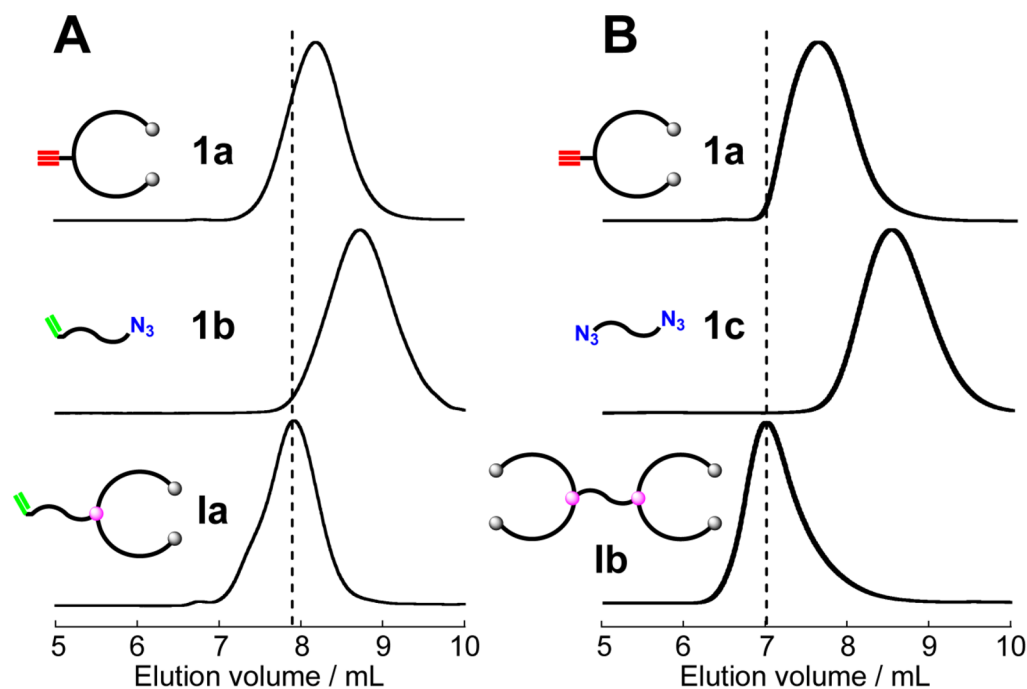 A
1a
1b
N3
Ia
5 6 7 8 9 10
Elution volume / mL
B
1a
N3 N3
1c
Ib
5 6 7 8 9 10
Elution volume / mL